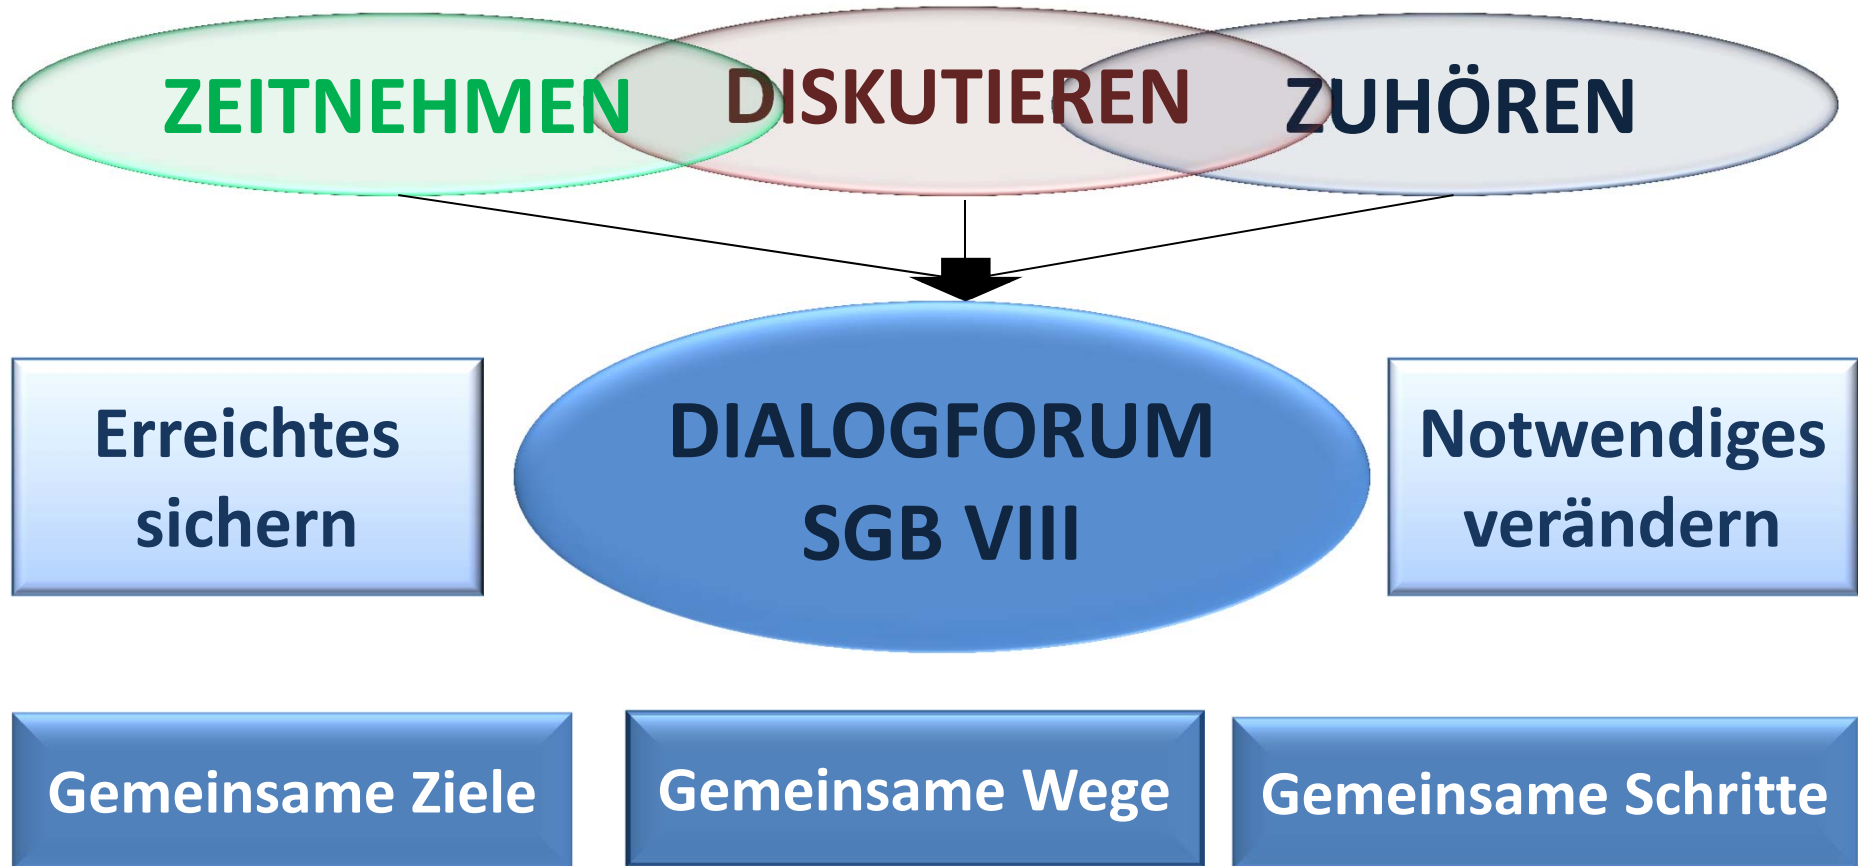 ZEITNEHMEN
DISKUTIEREN
ZUHÖREN
DIALOGFORUM
SGB VIII
Erreichtes
sichern
Notwendiges
verändern
Gemeinsame Ziele
Gemeinsame Wege
Gemeinsame Schritte